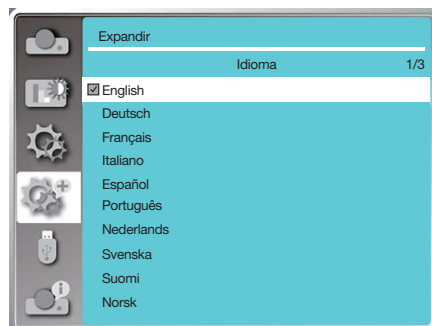 Expandir
Idioma 1/3
English
Deutsch
Français
Italiano
Español
Português
Nederlands
Svenska
Suomi
Norsk